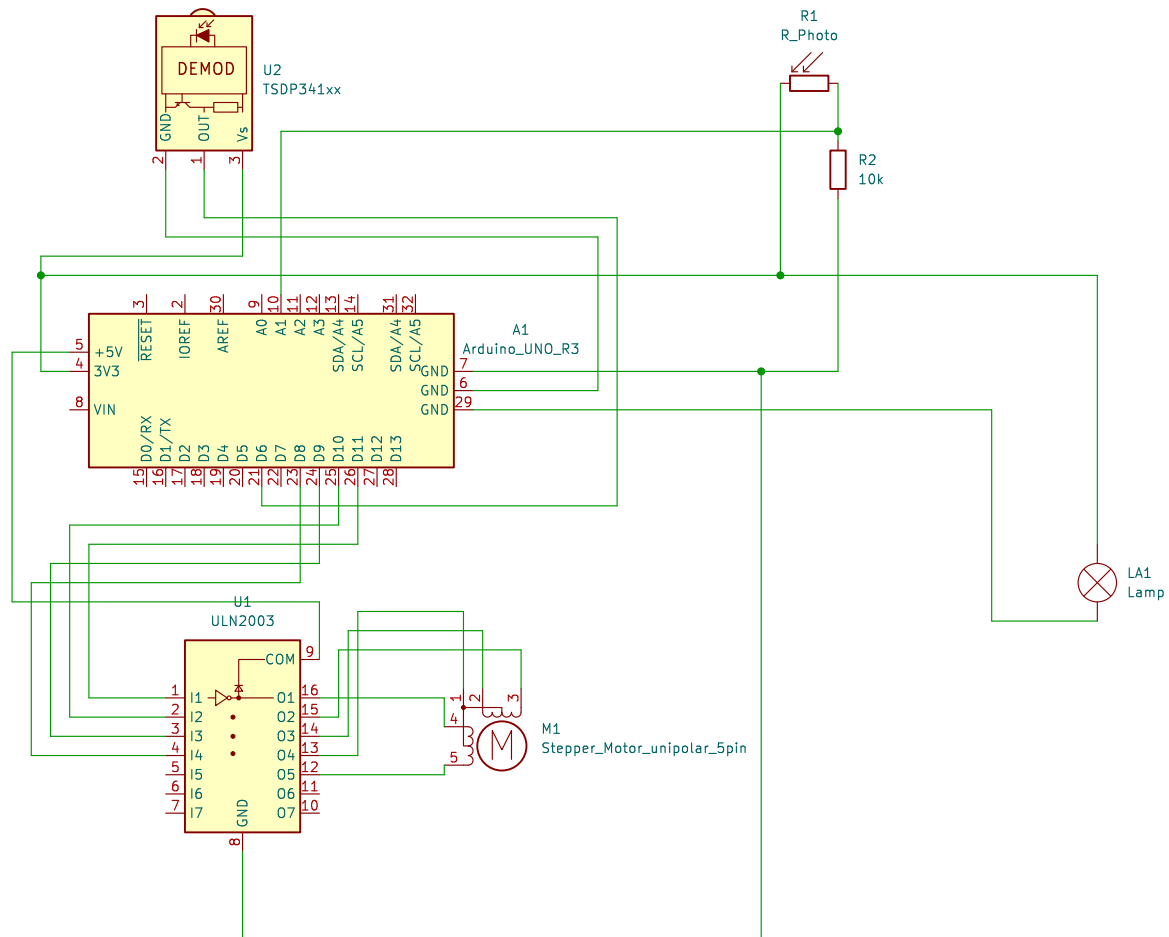 R1
R_Photo
DEMOD
U2
TSDP341xx
GND
OUT
Vs
2
1
3
R2
10k
3
2
30
9
10
11
12
13
14
31
32
RESET
IOREF
AREF
A0
A1
A2
A3
SDA/A4
SCL/A5
SDA/A4
SCL/A5
A1
Arduino_UNO_R3
5 +5V
4 3V3
8 VIN
GND 7
GND 6
GND 29
D0/RX
D1/TX
D2
D3
D4
D5
D6
D7
D8
D9
D10
D11
D12
D13
15
16
17
18
19
20
21
22
23
24
25
26
27
28
LA1
Lamp
U1
ULN2003
COM 9
1 I1 O1 16
2 I2 O2 15
3 I3 O3 14
4 I4 O4 13
5 I5 O5 12
6 I6 O6 11
7 I7 O7 10
GND
8
1
2
3
4
5
M
M1
Stepper_Motor_unipolar_5pin